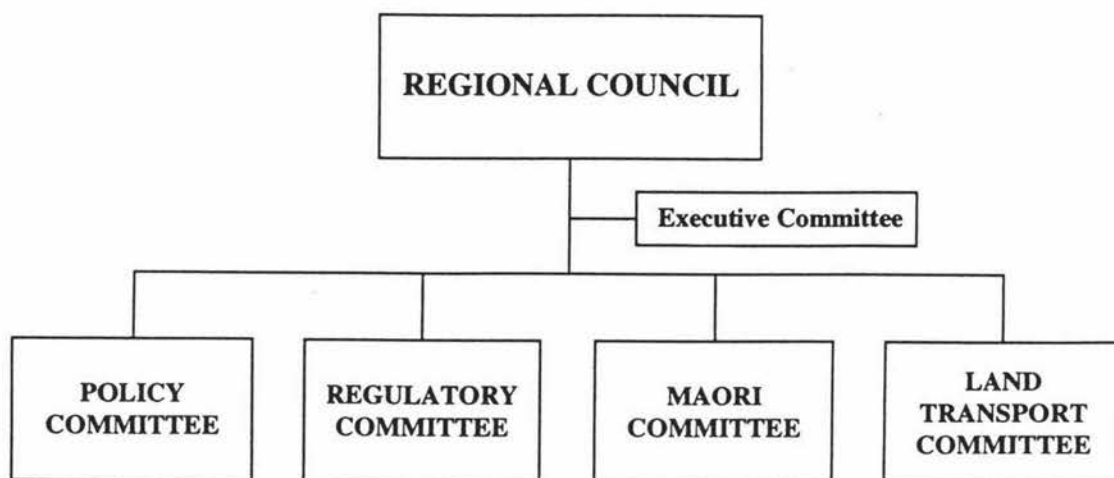 REGIONAL COUNCIL
Executive Committee
POLICY
COMMITTEE
REGULATORY
COMMITTEE
MAORI
COMMITTEE
LAND
TRANSPORT
COMMITTEE